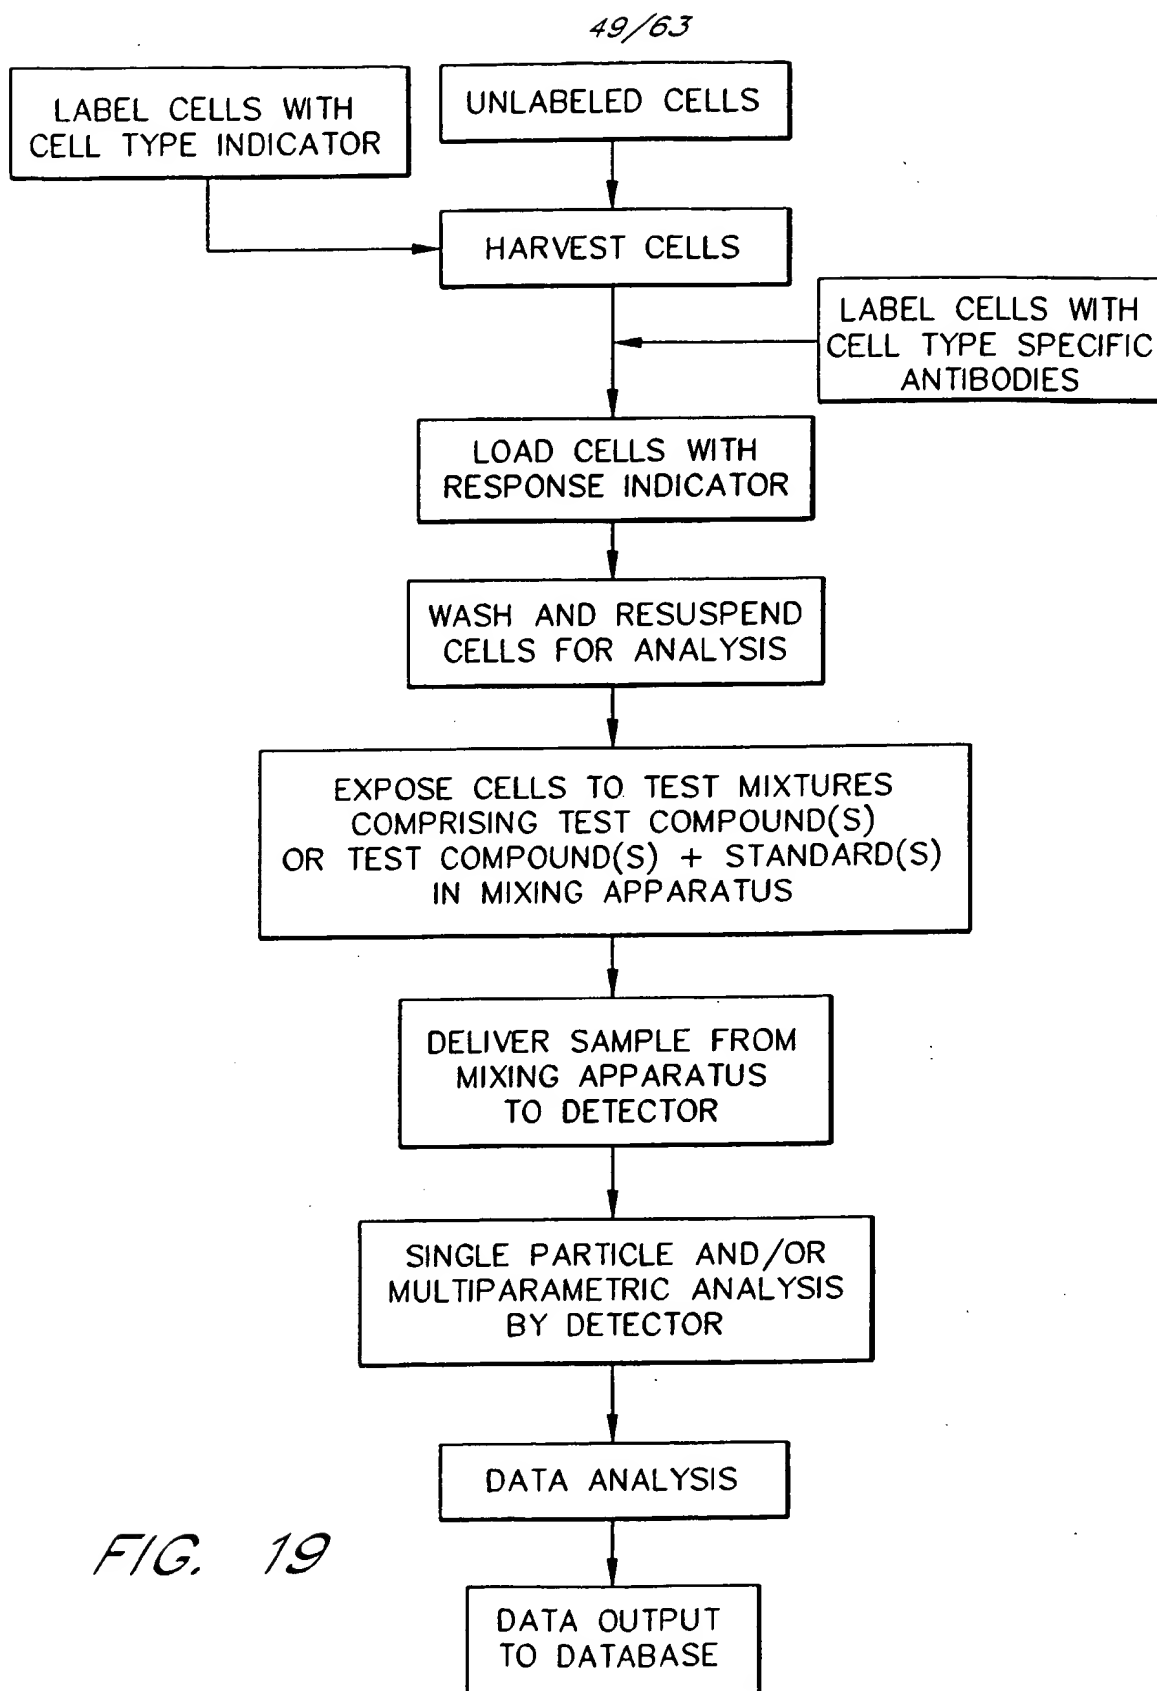 49/63
LABEL CELLS WITH
CELL TYPE INDICATOR
UNLABELED CELLS
HARVEST CELLS
LABEL CELLS WITH
CELL TYPE SPECIFIC
ANTIBODIES
LOAD CELLS WITH
RESPONSE INDICATOR
WASH AND RESUSPEND
CELLS FOR ANALYSIS
EXPOSE CELLS TO TEST MIXTURES
COMPRISING TEST COMPOUND(S)
OR TEST COMPOUND(S) + STANDARD(S)
IN MIXING APPARATUS
DELIVER SAMPLE FROM
MIXING APPARATUS
TO DETECTOR
SINGLE PARTICLE AND/OR
MULTIPARAMETRIC ANALYSIS
BY DETECTOR
DATA ANALYSIS
DATA OUTPUT
TO DATABASE
FIG. 19